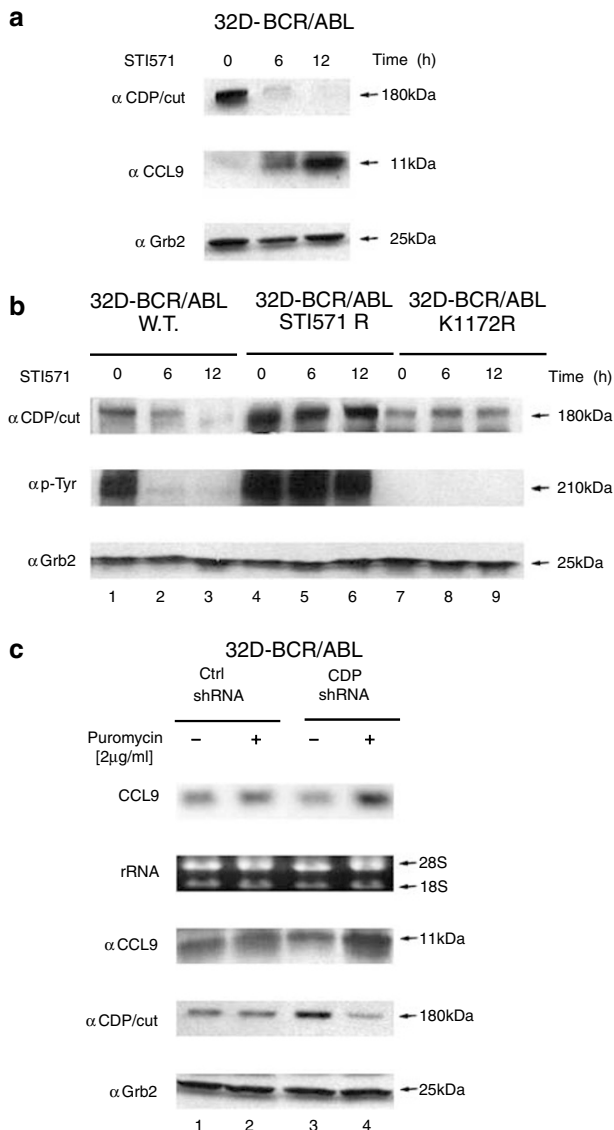 a
32D-BCR/ABL
STI571 0 6 12 Time (h)
α CDP/cut 180kDa
α CCL9 11kDa
α Grb2 25kDa
b
32D-BCR/ABL W.T. 32D-BCR/ABL STI571 R 32D-BCR/ABL K1172R
STI571 0 6 12 0 6 12 0 6 12 Time (h)
α CDP/cut 180kDa
α p-Tyr 210kDa
α Grb2 25kDa
1 2 3 4 5 6 7 8 9
c
32D-BCR/ABL
Ctrl shRNA CDP shRNA
Puromycin – + – +
[2μg/ml]
CCL9
rRNA 28S
18S
α CCL9 11kDa
α CDP/cut 180kDa
α Grb2 25kDa
1 2 3 4